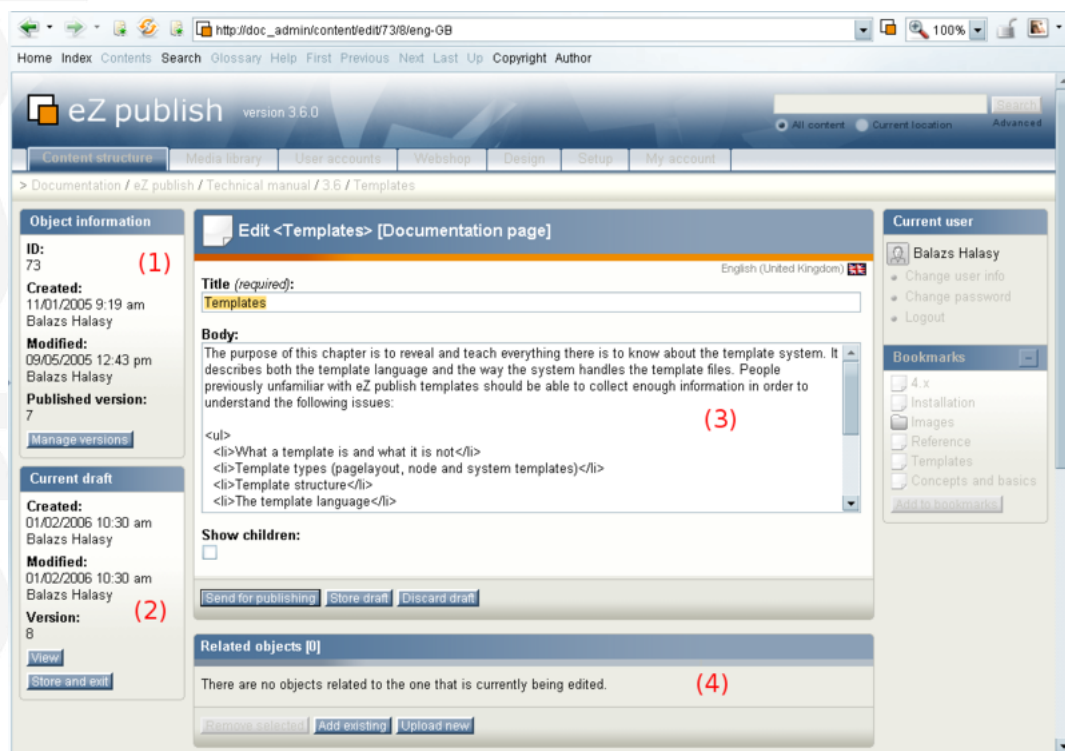 http://doc_admin/content/edit/73/8/eng-GB
100%
Home Index Contents Search Glossary Help First Previous Next Last Up Copyright Author
eZ publish version 3.6.0
Search
All content Current location Advanced
Content structure Media library User accounts Webshop Design Setup My account
> Documentation / eZ publish / Technical manual / 3.6 / Templates
Object information
ID:
73
(1)
Created:
11/01/2005 9:19 am
Balazs Halasy
Modified:
09/05/2005 12:43 pm
Balazs Halasy
Published version:
7
Manage versions
Current draft
Created:
01/02/2006 10:30 am
Balazs Halasy
Modified:
01/02/2006 10:30 am
Balazs Halasy
(2)
Version:
8
View
Store and exit
Edit <Templates> [Documentation page]
English (United Kingdom)
Title (required):
Templates
Body:
The purpose of this chapter is to reveal and teach everything there is to know about the template system. It
describes both the template language and the way the system handles the template files. People
previously unfamiliar with eZ publish templates should be able to collect enough information in order to
understand the following issues:
(3)
<ul>
<li>What a template is and what it is not</li>
<li>Template types (pagelayout, node and system templates)</li>
<li>Template structure</li>
<li>The template language</li>
Show children:
Send for publishing Store draft Discard draft
Related objects [0]
There are no objects related to the one that is currently being edited.
(4)
Remove selected Add existing Upload new
Current user
Balazs Halasy
Change user info
Change password
Logout
Bookmarks
4.x
Installation
Images
Reference
Templates
Concepts and basics
Add to bookmarks